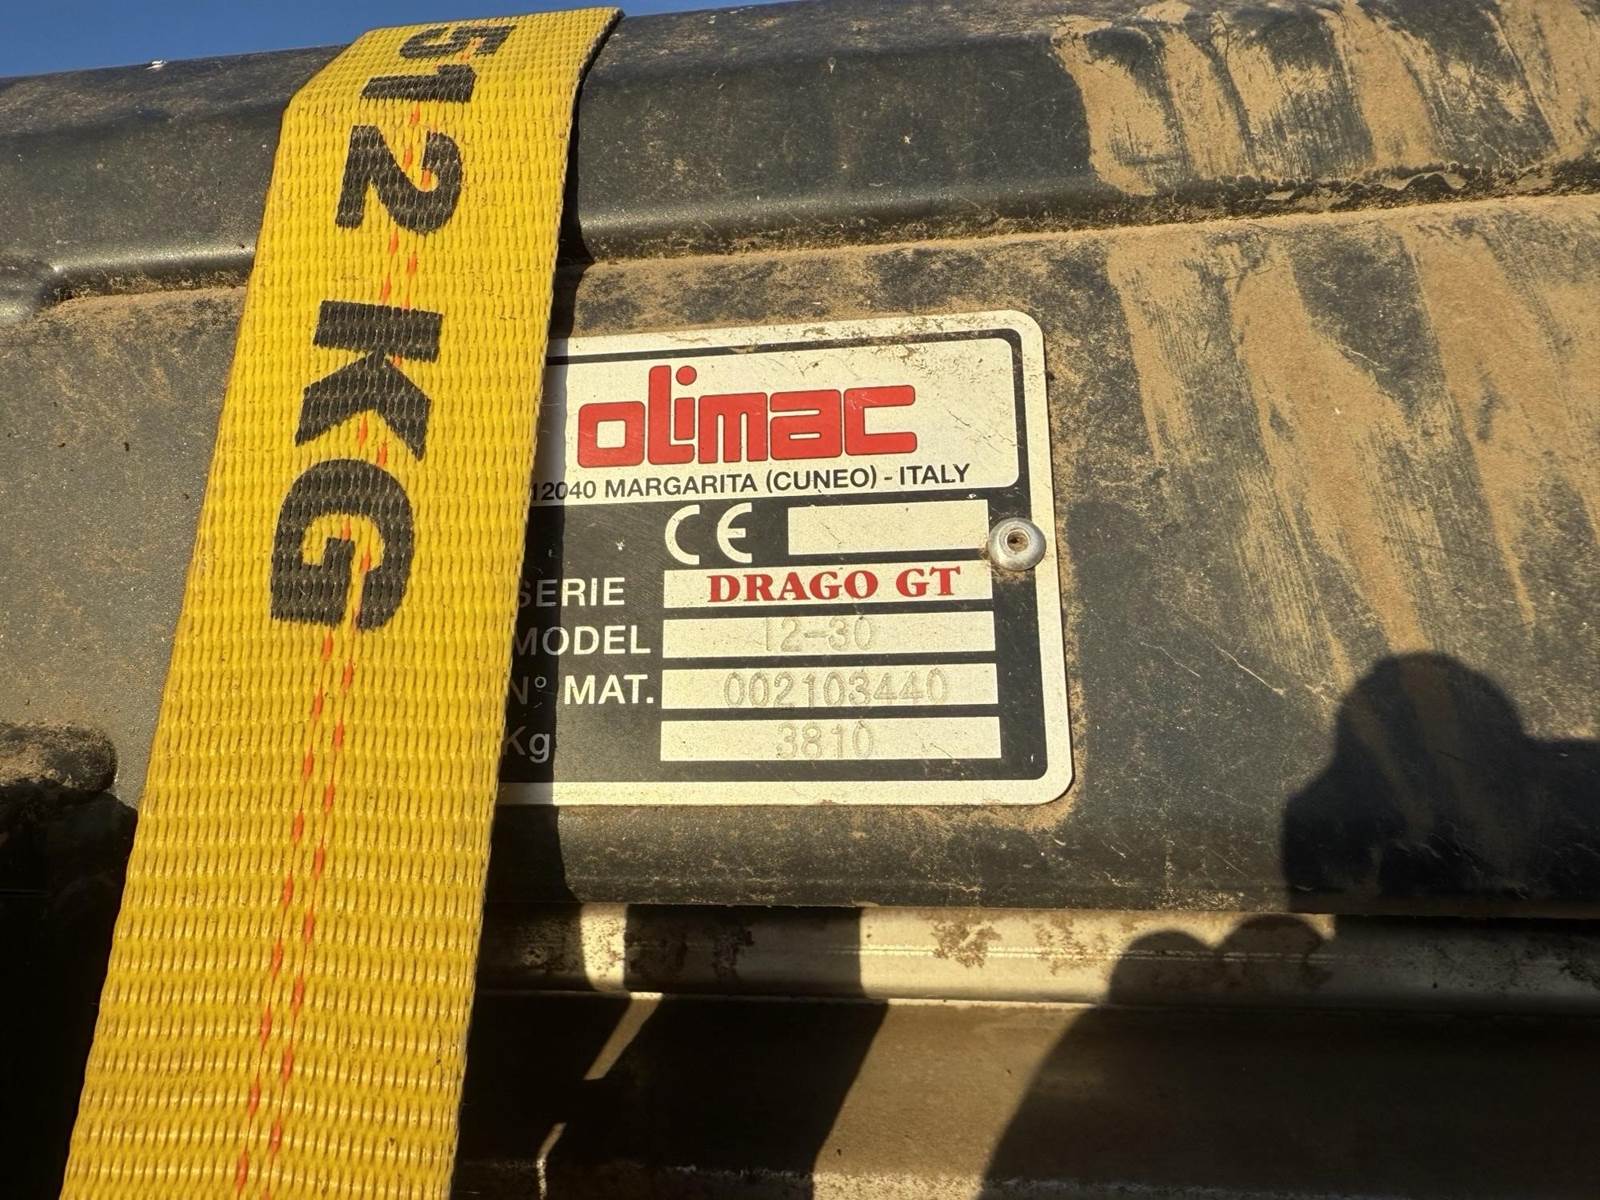 512 KG
olimac
12040 MARGARITA (CUNEO) - ITALY
CE
SERIE DRAGO GT
MODEL 12-30
N° MAT. 002103440
Kg 3810